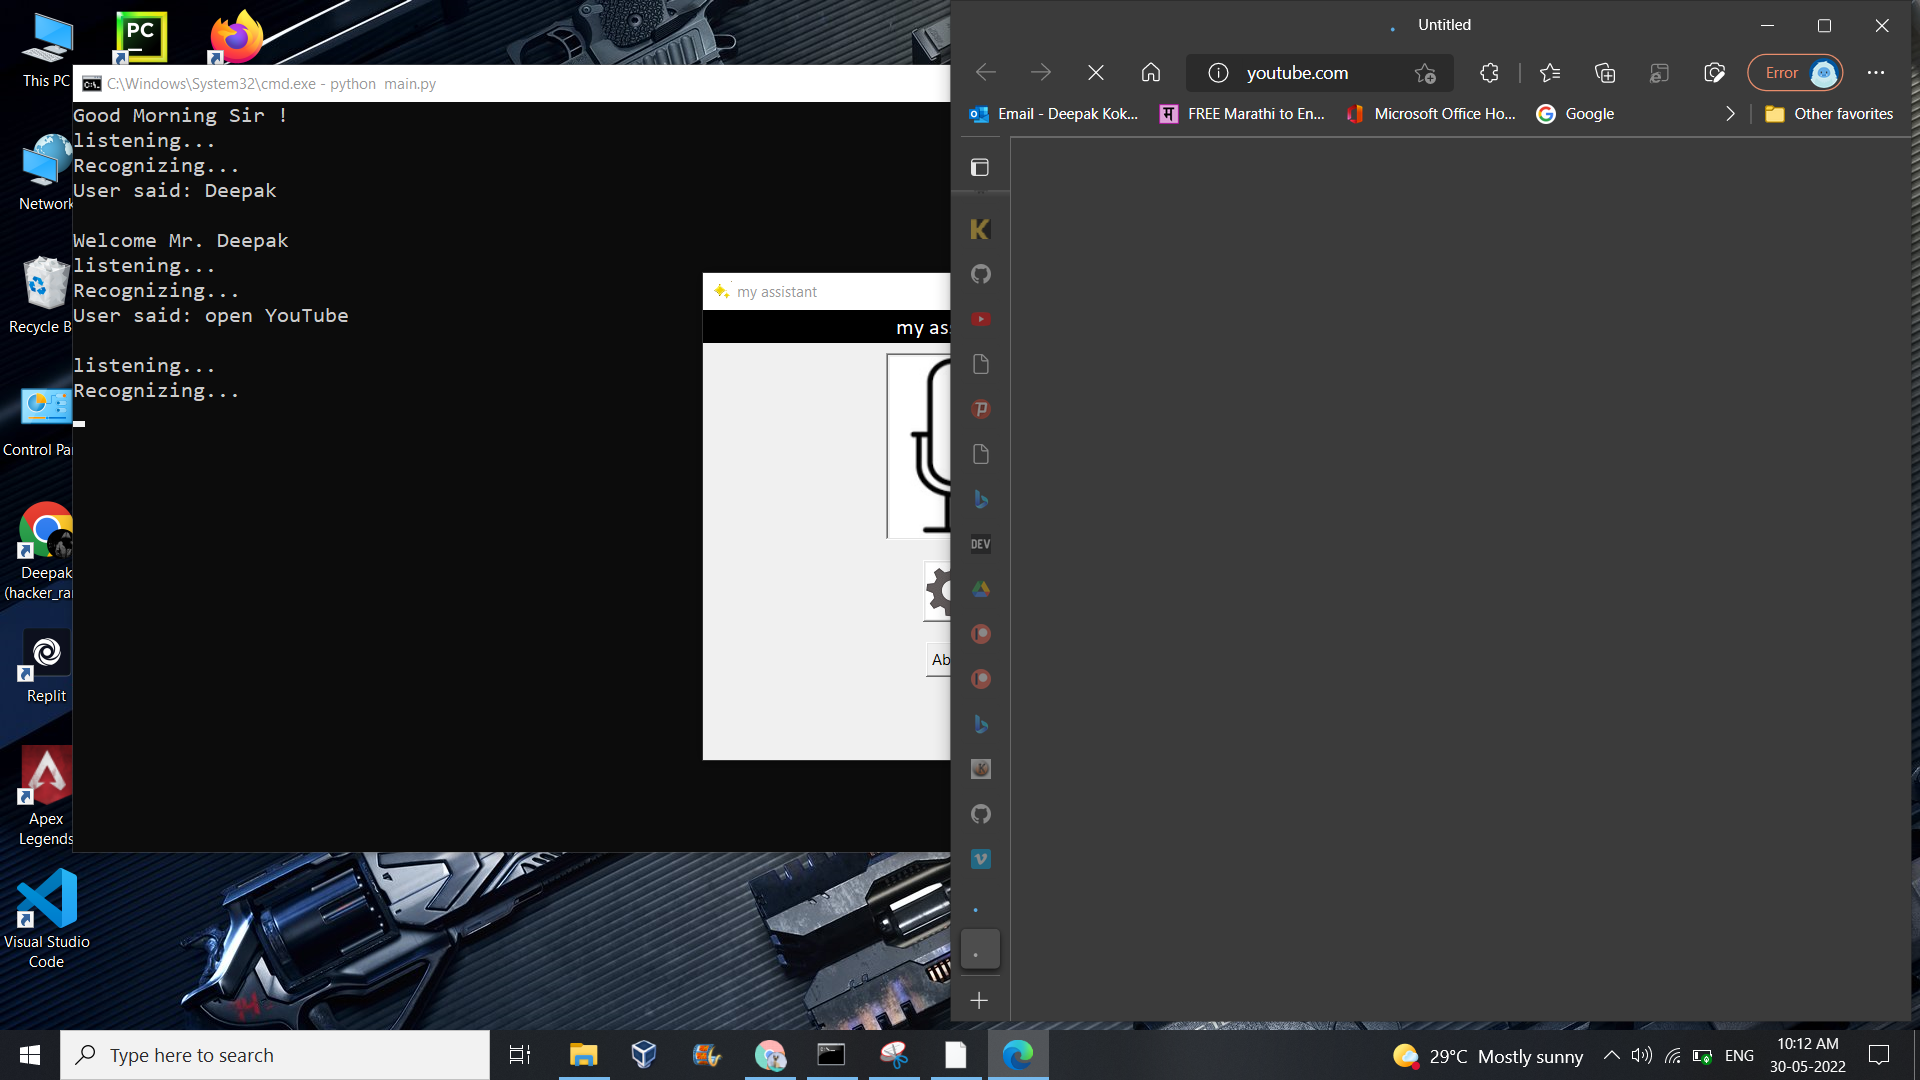 This PC
PC
C:\Windows\System32\cmd.exe - python  main.py
Good Morning Sir !
listening...
Recognizing...
User said: Deepak
Welcome Mr. Deepak
listening...
Recognizing...
User said: open YouTube
listening...
Recognizing...
Network
Recycle B
Control Pa
Deepak
(hacker_ra
Replit
Apex
Legends
Visual Studio
Code
my assistant
my as
Ab
Untitled
youtube.com
Error
Email - Deepak Kok...
म
FREE Marathi to En...
Microsoft Office Ho...
Google
Other favorites
K
DEV
Type here to search
29°C Mostly sunny
ENG
10:12 AM
30-05-2022